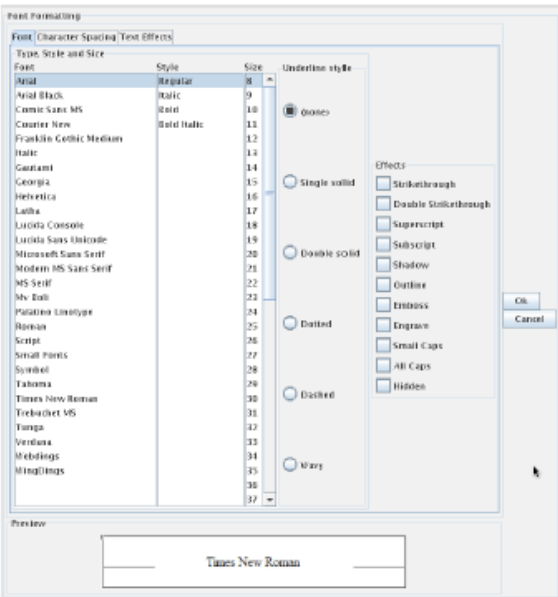 Font Formatting
Font Character Spacing Text Effects
Type, Style and Size
Font Style Size
Arial Regular 8
Arial Black Italic 9
Comic Sans MS Bold 10
Courier New Bold Italic 11
Franklin Gothic Medium 12
Italic 13
Gautami 14
Georgia 15
Helvetica 16
Latha 17
Lucida Console 18
Lucida Sans Unicode 19
Microsoft Sans Serif 20
Modern MS Sans Serif 21
MS Serif 22
Mv Boli 23
Palatino Linotype 24
Roman 25
Script 26
Small Fonts 27
Symbol 28
Tahoma 29
Times New Roman 30
Trebuchet MS 31
Tunga 32
Verdana 33
Webdings 34
WingDings 35
36
37
Underline style
(none)
Single solid
Double solid
Dotted
Dashed
Wavy
Effects
Strikethrough
Double Strikethrough
Superscript
Subscript
Shadow
Outline
Emboss
Engrave
Small Caps
All Caps
Hidden
Ok
Cancel
Preview
Times New Roman